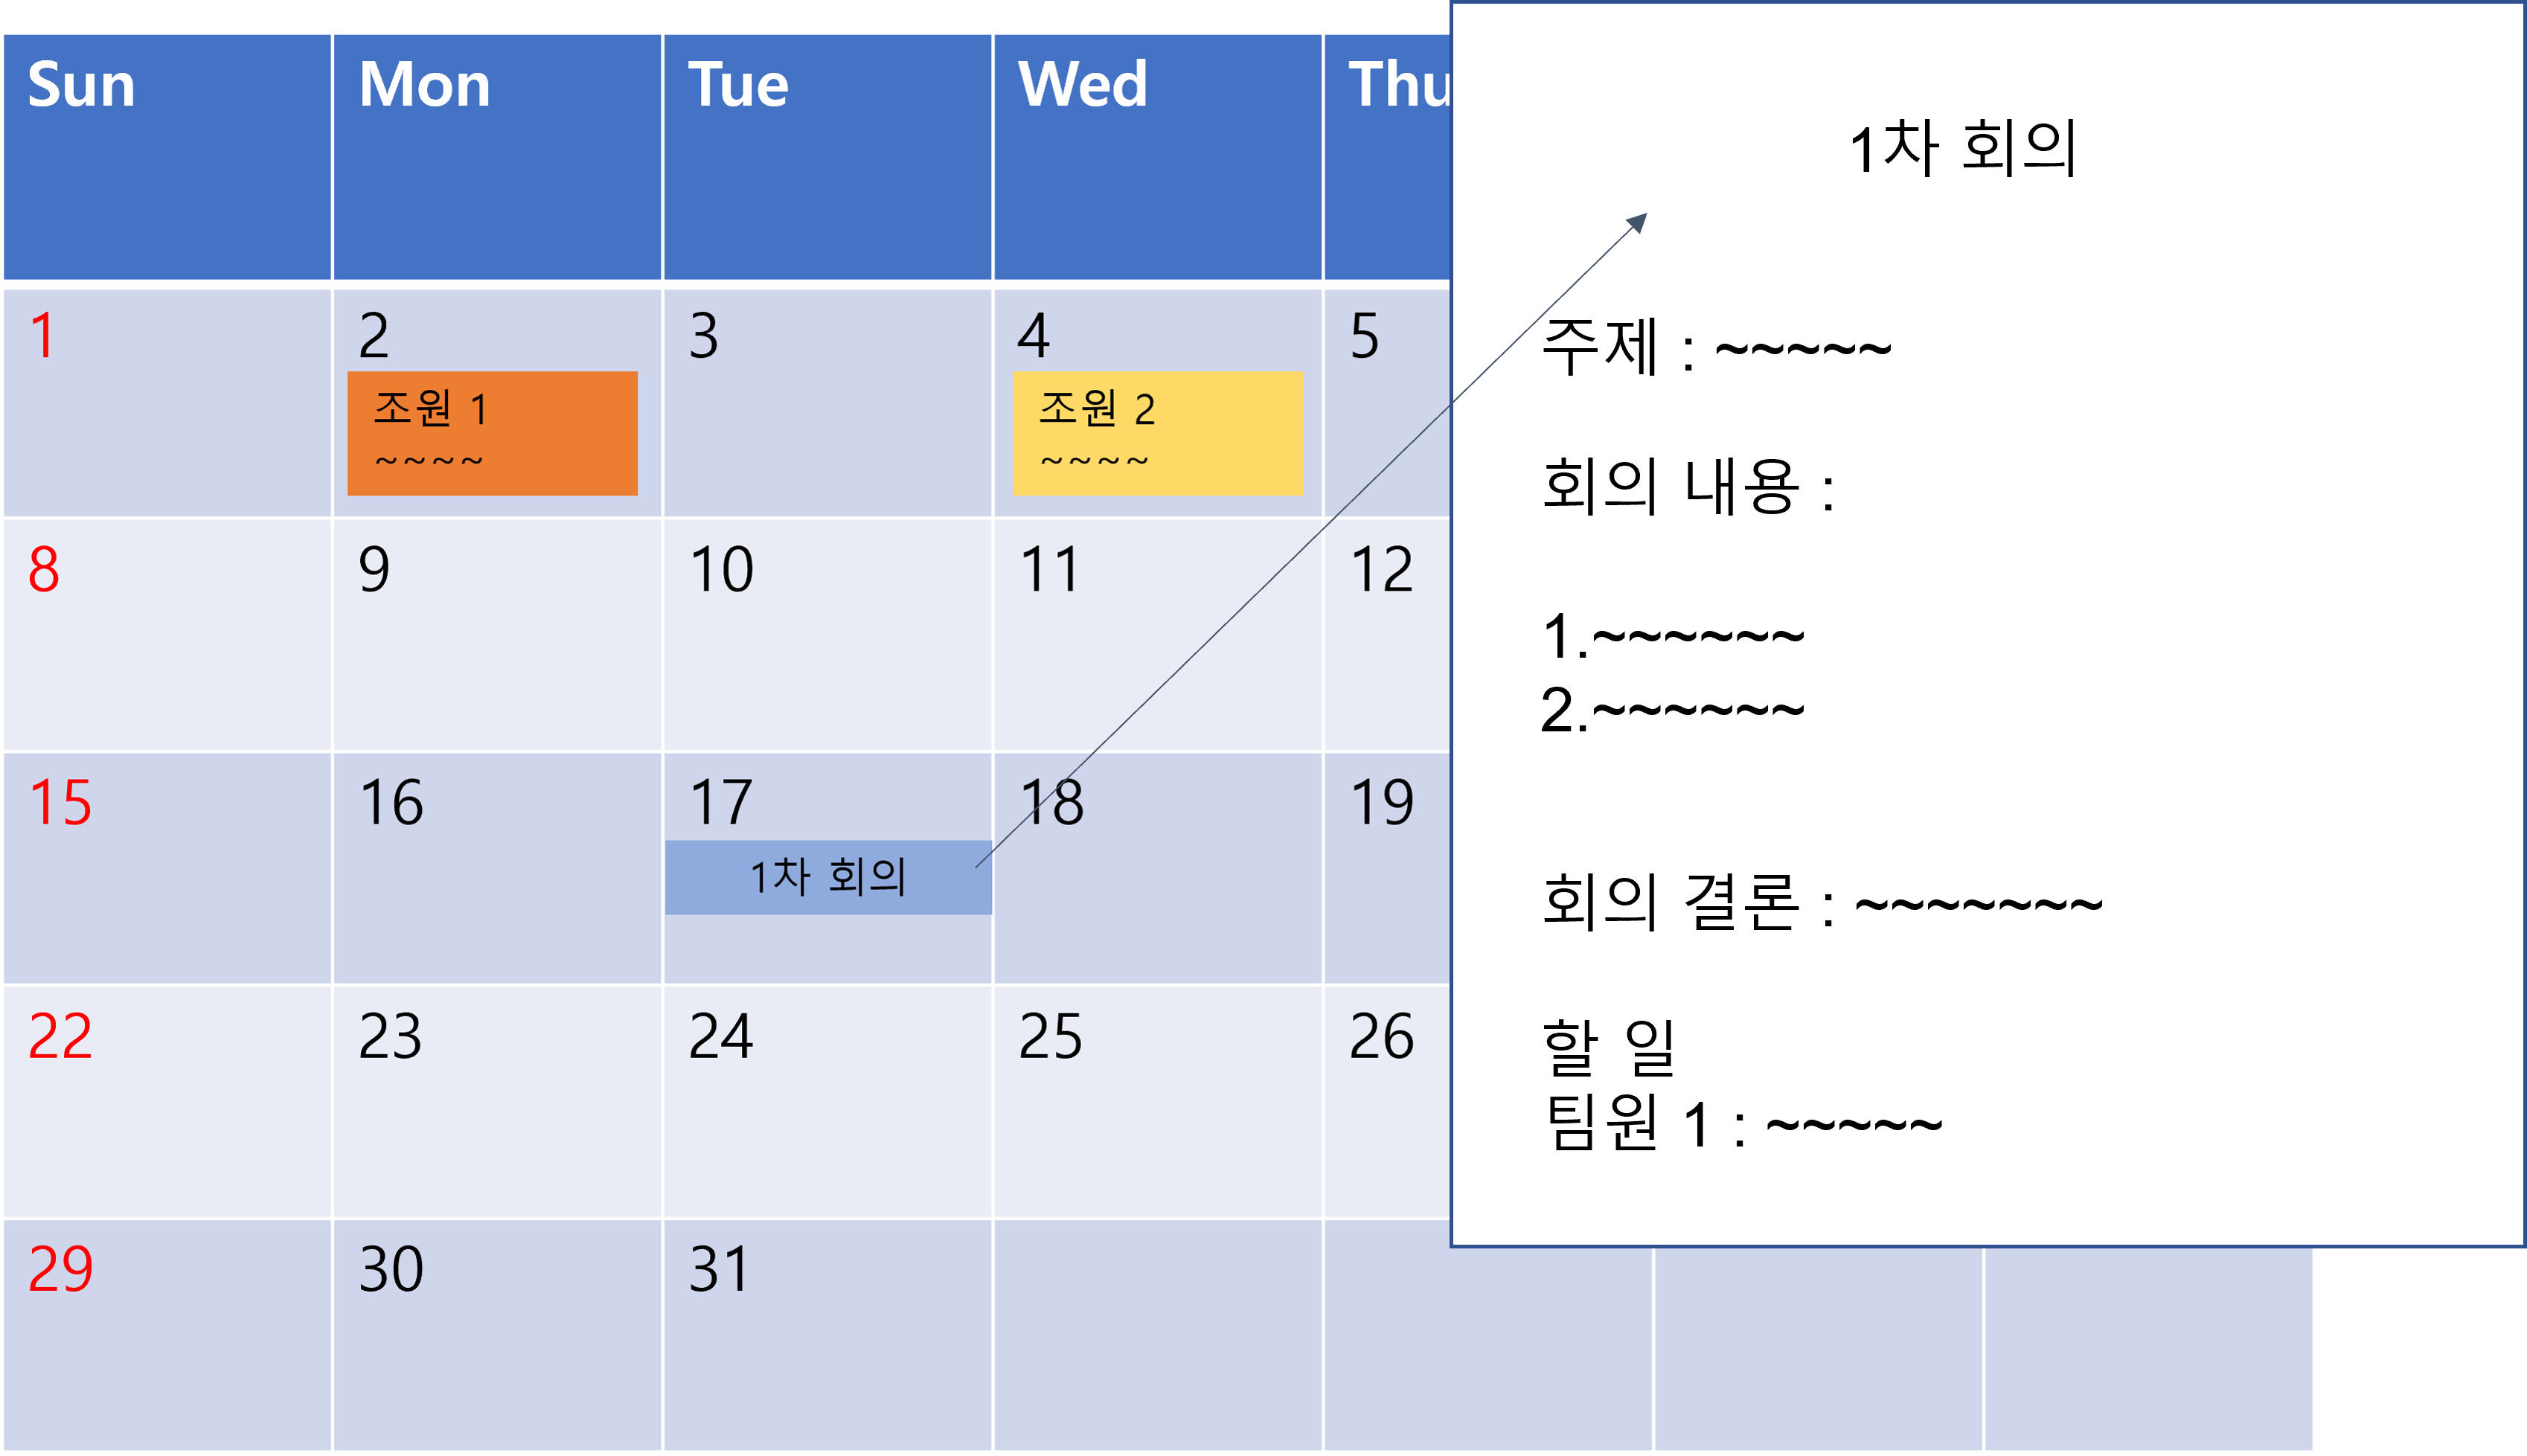 Sun Mon Tue Wed Thu
1 2 3 4 5
조원 1 조원 2
~~~~ ~~~~
8 9 10 11 12
15 16 17 18 19
1차 회의
22 23 24 25 26
29 30 31
1차 회의
주제 : ~~~~~
회의 내용 :
1.~~~~~~
2.~~~~~~
회의 결론 : ~~~~~~~
할 일
팀원 1 : ~~~~~